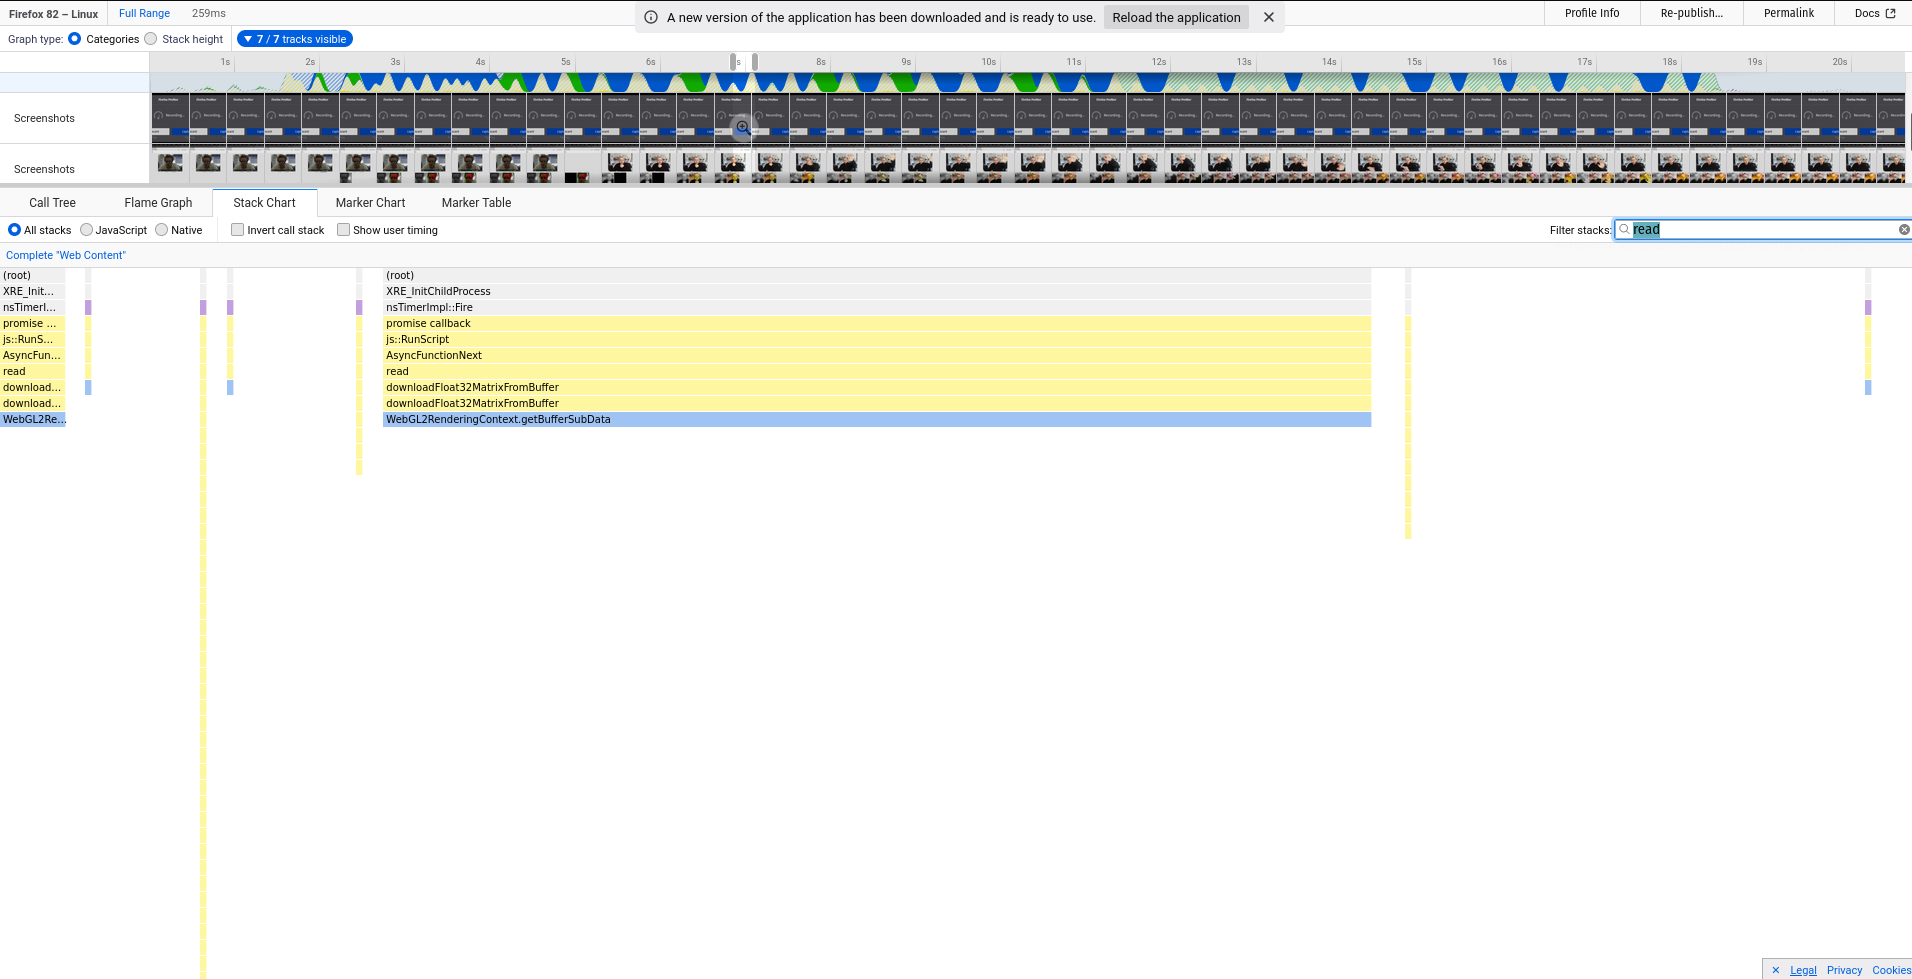 Firefox 82 – Linux
Full Range
259ms
A new version of the application has been downloaded and is ready to use.
Reload the application
Profile Info
Re-publish...
Permalink
Docs
Graph type:
Categories
Stack height
7 / 7 tracks visible
1s 2s 3s 4s 5s 6s s 8s 9s 10s 11s 12s 13s 14s 15s 16s 17s 18s 19s 20s
Screenshots
Screenshots
Call Tree
Flame Graph
Stack Chart
Marker Chart
Marker Table
All stacks
JavaScript
Native
Invert call stack
Show user timing
Filter stacks:
read
Complete "Web Content"
(root)
XRE_Init...
nsTimerI...
promise ...
js::RunS...
AsyncFun...
read
download...
download...
WebGL2Re...
(root)
XRE_InitChildProcess
nsTimerImpl::Fire
promise callback
js::RunScript
AsyncFunctionNext
read
downloadFloat32MatrixFromBuffer
downloadFloat32MatrixFromBuffer
WebGL2RenderingContext.getBufferSubData
Legal
Privacy
Cookies